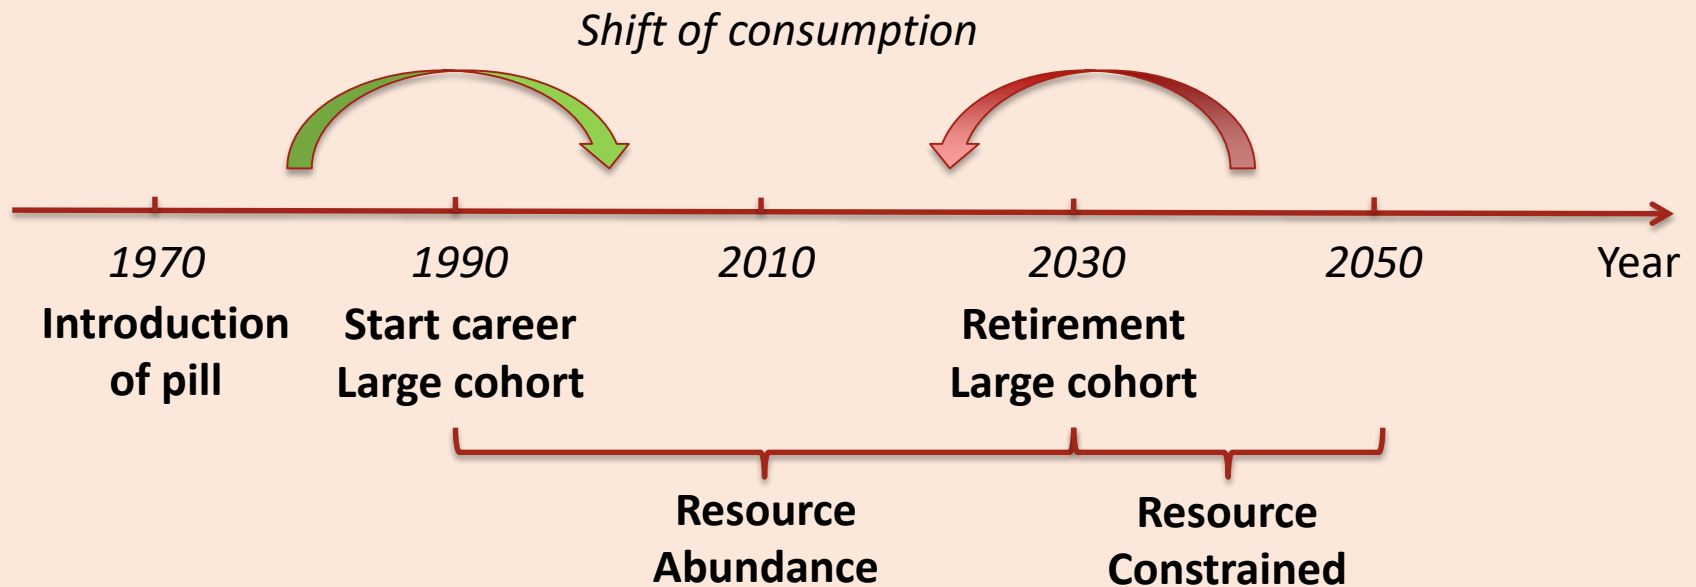 Shift of consumption
1970
1990
2010
2030
2050
Year
Introduction
of pill
Start career
Large cohort
Retirement
Large cohort
Resource
Abundance
Resource
Constrained